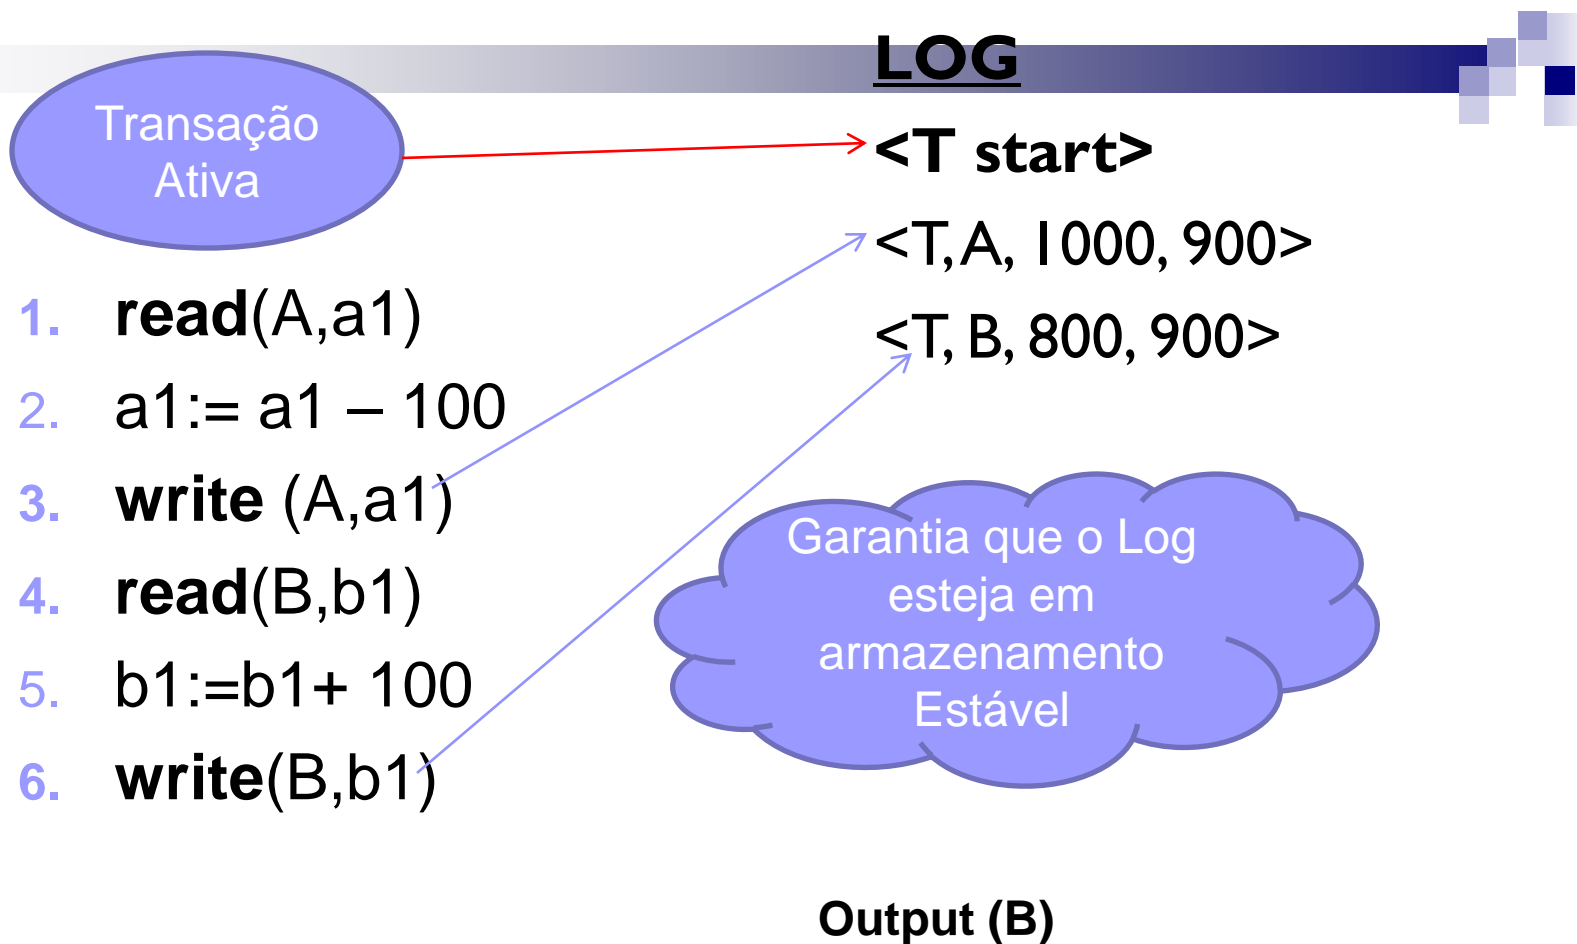 LOG
Transação
Ativa
<T start>
<T, A, 1000, 900>
<T, B, 800, 900>
1. read(A,a1)
2. a1:= a1 – 100
3. write (A,a1)
4. read(B,b1)
5. b1:=b1+ 100
6. write(B,b1)
Garantia que o Log
esteja em
armazenamento
Estável
Output (B)